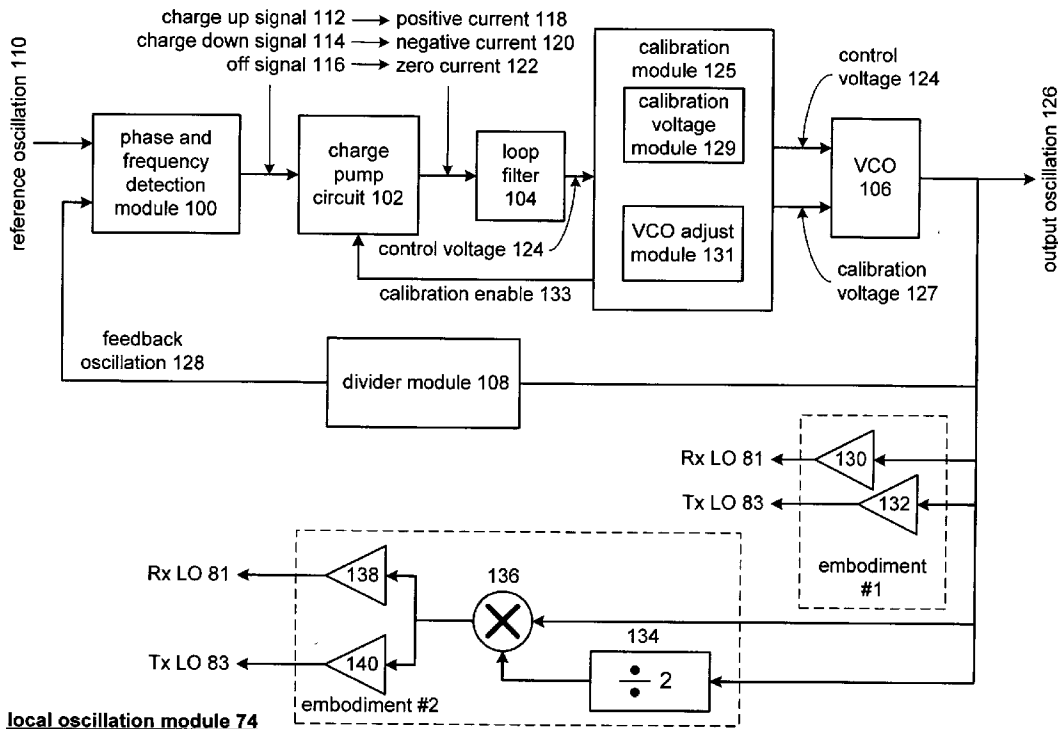 charge up signal 112
positive current 118
charge down signal 114
negative current 120
off signal 116
zero current 122
reference oscillation 110
phase and
frequency
detection
module 100
charge
pump
circuit 102
loop
filter
104
control voltage 124
calibration enable 133
calibration
module 125
calibration
voltage
module 129
VCO adjust
module 131
control
voltage 124
VCO
106
calibration
voltage 127
output oscillation 126
feedback
oscillation 128
divider module 108
Rx LO 81
130
Tx LO 83
132
embodiment
#1
Rx LO 81
138
136
134
÷ 2
Tx LO 83
140
embodiment #2
local oscillation module 74